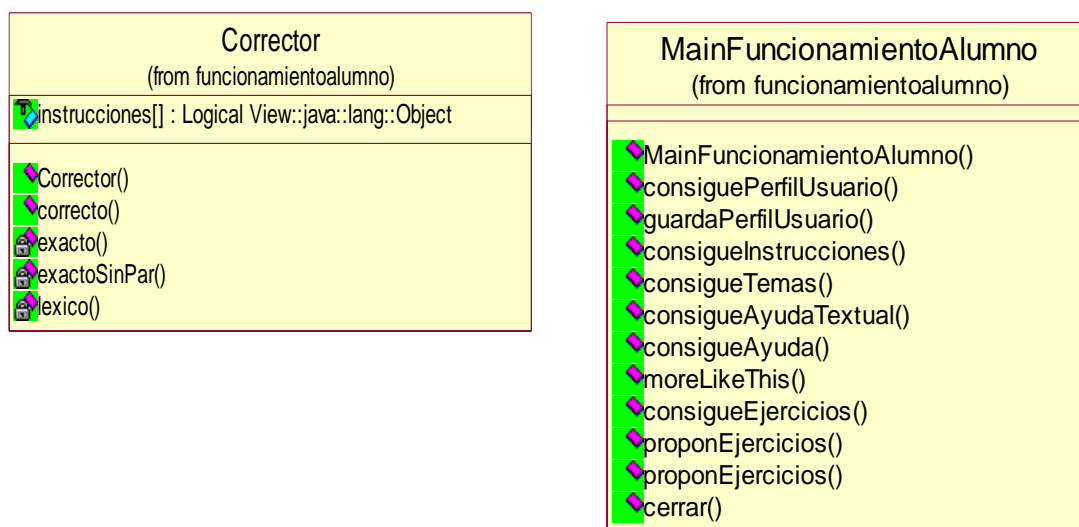 Corrector
(from funcionamientoalumno)
instrucciones[] : Logical View::java::lang::Object
Corrector()
correcto()
exacto()
exactoSinPar()
lexico()
MainFuncionamientoAlumno
(from funcionamientoalumno)
MainFuncionamientoAlumno()
consiguePerfilUsuario()
guardaPerfilUsuario()
consigueInstrucciones()
consigueTemas()
consigueAyudaTextual()
consigueAyuda()
moreLikeThis()
consigueEjercicios()
proponEjercicios()
proponEjercicios()
cerrar()